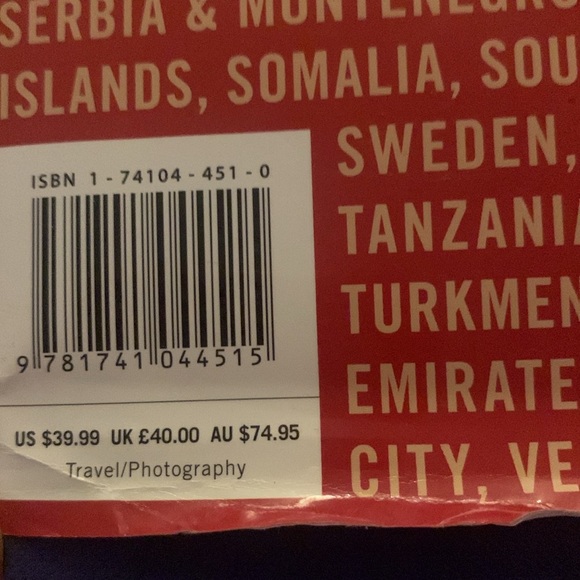 SERBIA & MONTENEGRO
ISLANDS, SOMALIA, SOU
SWEDEN,
TANZANIA
TURKMEN
EMIRATE
CITY, VE
ISBN 1-74104-451-0
9 781741 044515
US $39.99 UK £40.00 AU $74.95
Travel/Photography